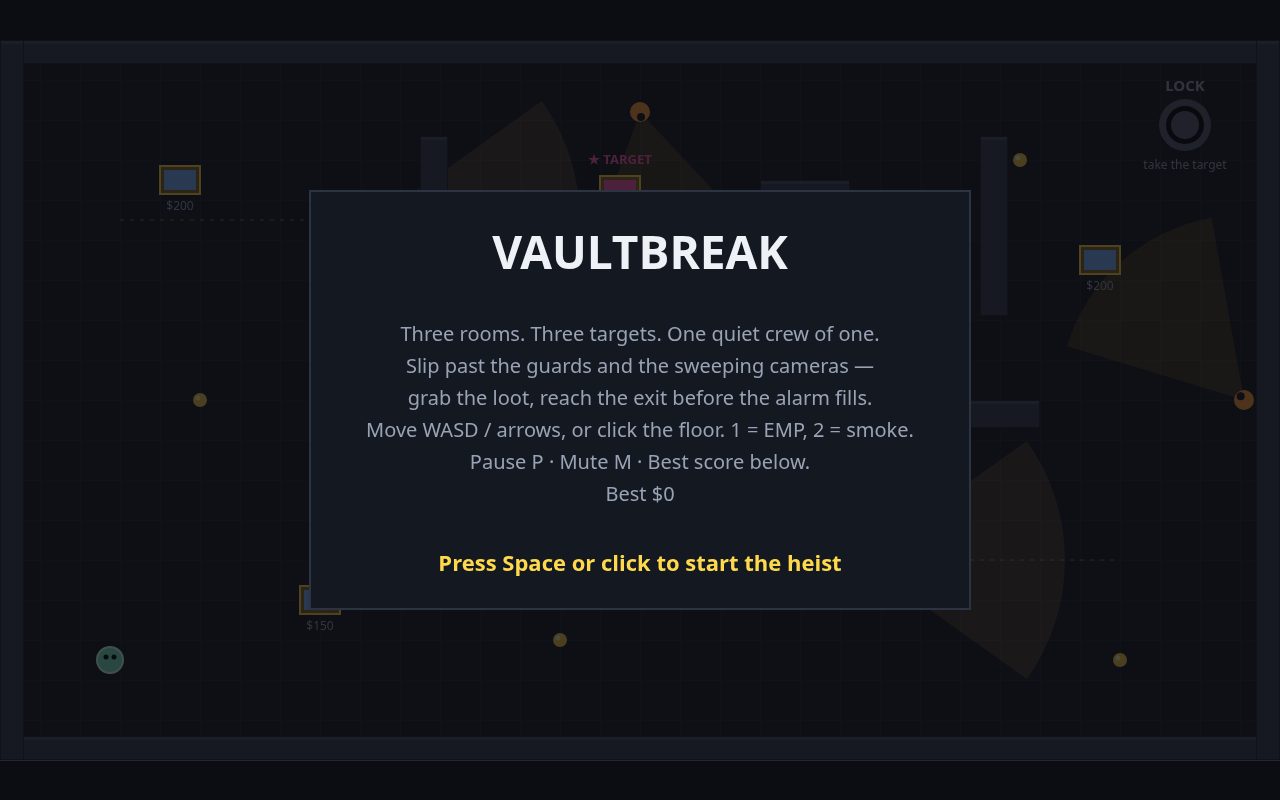 LOCK
take the target
★ TARGET
$200
$200
VAULTBREAK
Three rooms. Three targets. One quiet crew of one.
Slip past the guards and the sweeping cameras —
grab the loot, reach the exit before the alarm fills.
Move WASD / arrows, or click the floor. 1 = EMP, 2 = smoke.
Pause P · Mute M · Best score below.
Best $0
Press Space or click to start the heist
$150